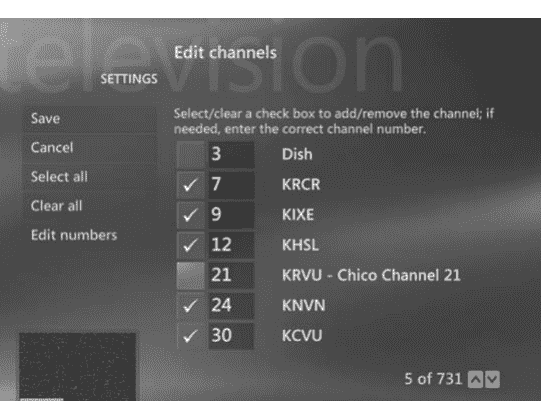 television
Edit channels
SETTINGS
Save
Cancel
Select all
Clear all
Edit numbers
Select/clear a check box to add/remove the channel; if
needed, enter the correct channel number.
3 Dish
7 KRCR
9 KIXE
12 KHSL
21 KRVU - Chico Channel 21
24 KNVN
30 KCVU
5 of 731